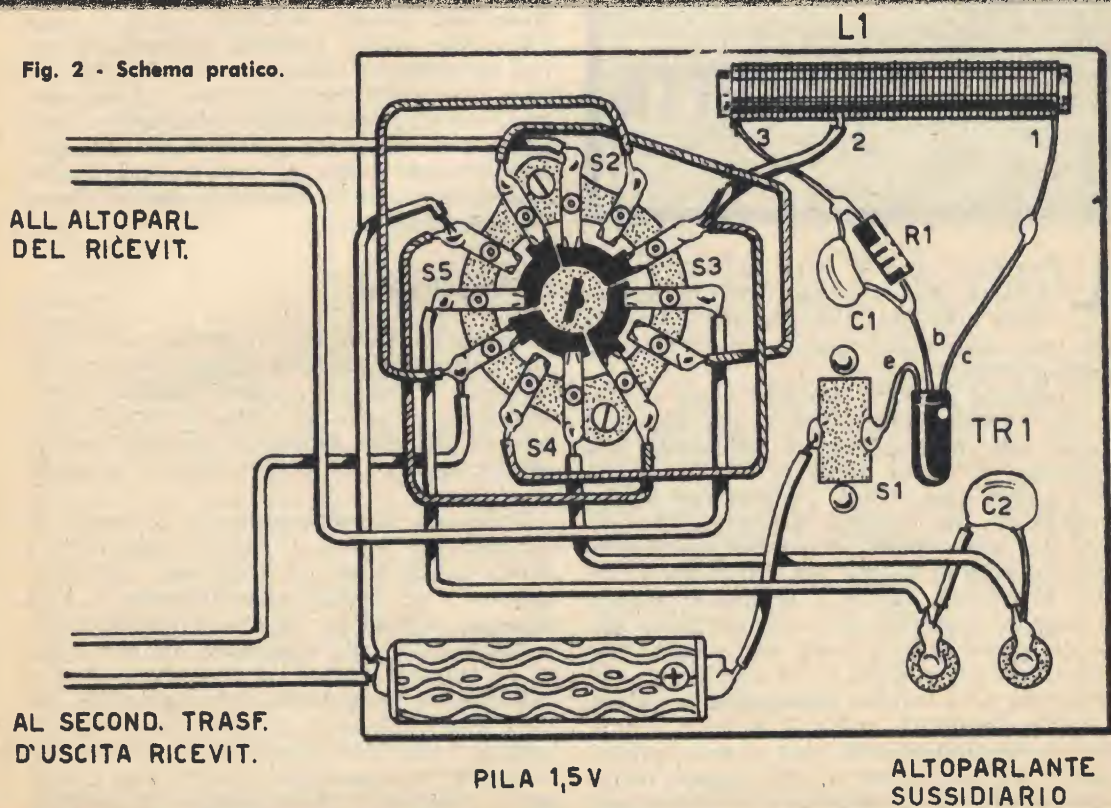 L1
Fig. 2 - Schema pratico.
3
2
1
S2
ALL ALTOPARL
DEL RICEVIT.
S5
S3
R1
C1
b
c
e
S4
TR1
S1
C2
+
AL SECOND. TRASF.
D'USCITA RICEVIT.
PILA 1,5V
ALTOPARLANTE
SUSSIDIARIO